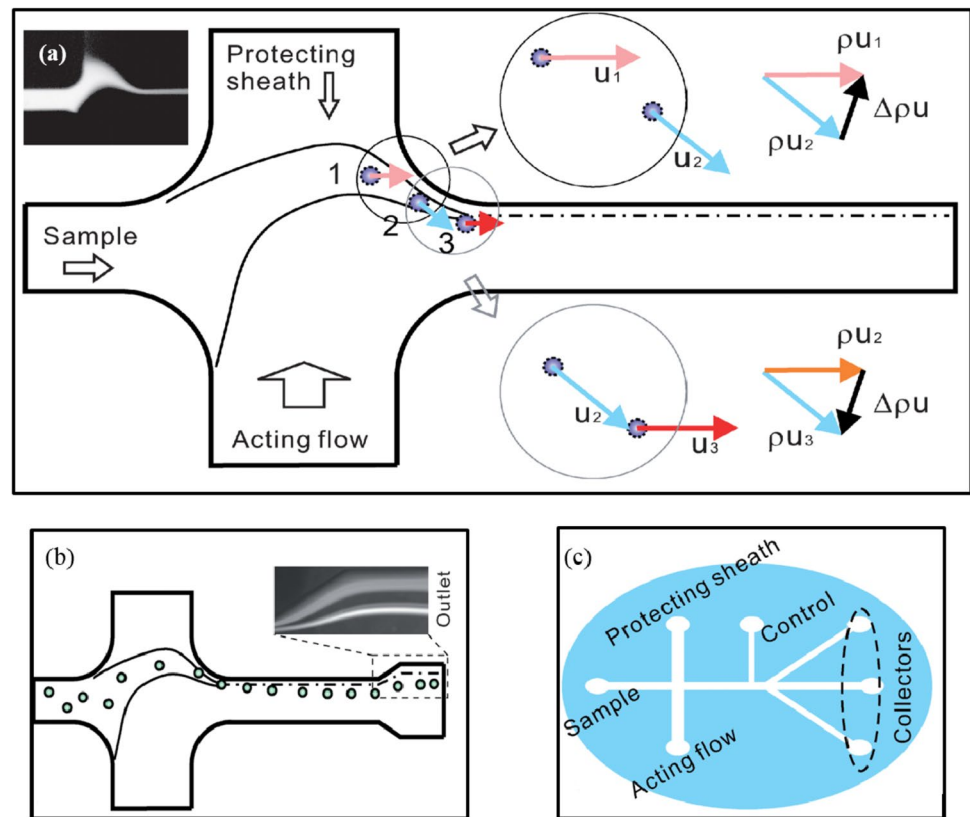 (a)
Protecting
sheath
Sample
Acting flow
1
2
3
u₁
u₂
ρu₁
ρu₂
Δρu
u₂
u₃
ρu₂
ρu₃
Δρu
(b)
Outlet
(c)
Protecting sheath
Control
Sample
Acting flow
Collectors